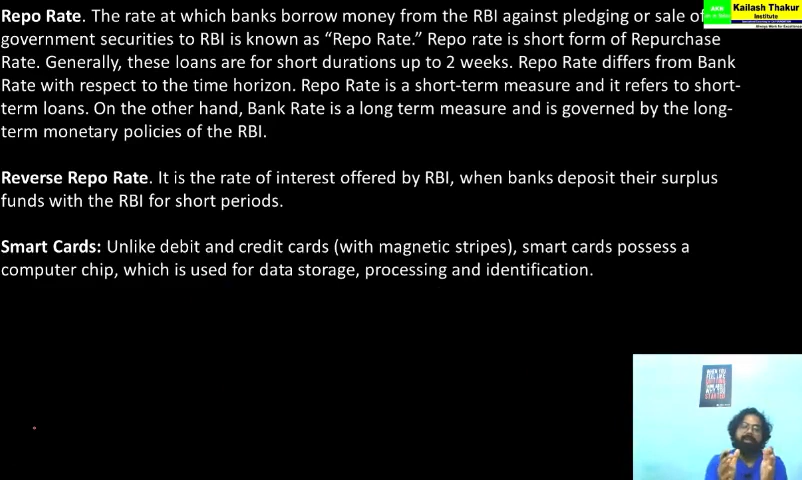 Repo Rate. The rate at which banks borrow money from the RBI against pledging or sale of
government securities to RBI is known as “Repo Rate.” Repo rate is short form of Repurchase
Rate. Generally, these loans are for short durations up to 2 weeks. Repo Rate differs from Bank
Rate with respect to the time horizon. Repo Rate is a short-term measure and it refers to short-
term loans. On the other hand, Bank Rate is a long term measure and is governed by the long-
term monetary policies of the RBI.
Reverse Repo Rate. It is the rate of interest offered by RBI, when banks deposit their surplus
funds with the RBI for short periods.
Smart Cards: Unlike debit and credit cards (with magnetic stripes), smart cards possess a
computer chip, which is used for data storage, processing and identification.
Kailash Thakur
Institute
WHEN YOU
FEEL LIKE